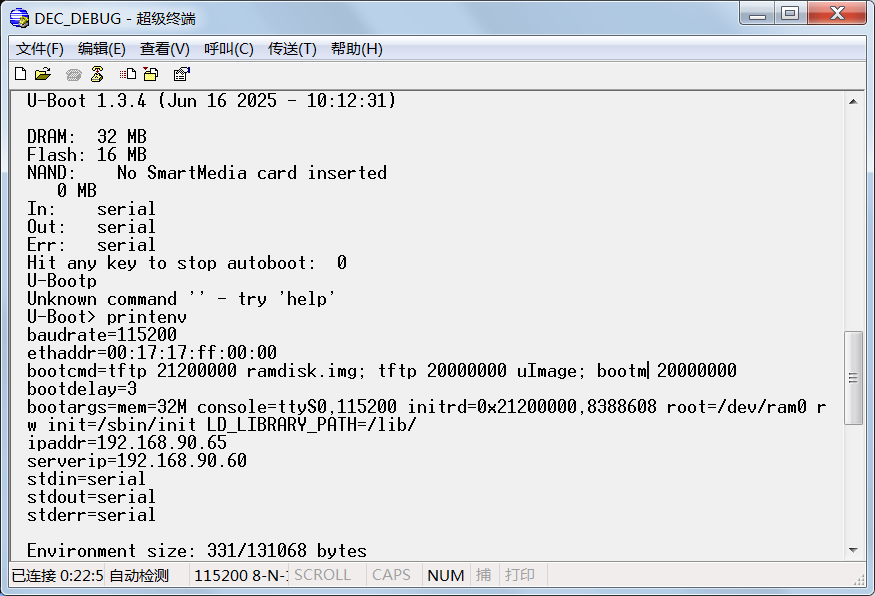 DEC_DEBUG - 超级终端
文件(F) 编辑(E) 查看(V) 呼叫(C) 传送(T) 帮助(H)
U-Boot 1.3.4 (Jun 16 2025 - 10:12:31)
DRAM:  32 MB
Flash: 16 MB
NAND:    No SmartMedia card inserted
0 MB
In:    serial
Out:   serial
Err:   serial
Hit any key to stop autoboot:  0
U-Bootp
Unknown command '' - try 'help'
U-Boot> printenv
baudrate=115200
ethaddr=00:17:17:ff:00:00
bootcmd=tftp 21200000 ramdisk.img; tftp 20000000 uImage; bootm 20000000
bootdelay=3
bootargs=mem=32M console=ttyS0,115200 initrd=0x21200000,8388608 root=/dev/ram0 r
w init=/sbin/init LD_LIBRARY_PATH=/lib/
ipaddr=192.168.90.65
serverip=192.168.90.60
stdin=serial
stdout=serial
stderr=serial
Environment size: 331/131068 bytes
已连接 0:22:5 自动检测 115200 8-N- SCROLL CAPS NUM 捕 打印